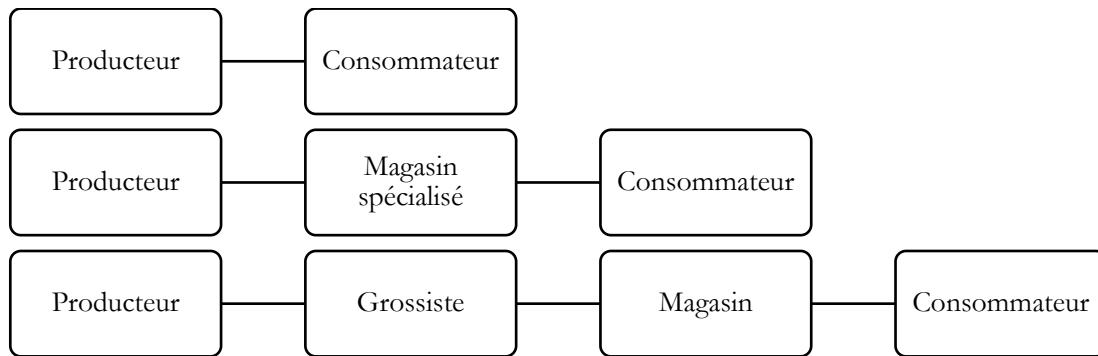 Producteur
Consommateur
Producteur
Magasin
spécialisé
Consommateur
Producteur
Grossiste
Magasin
Consommateur